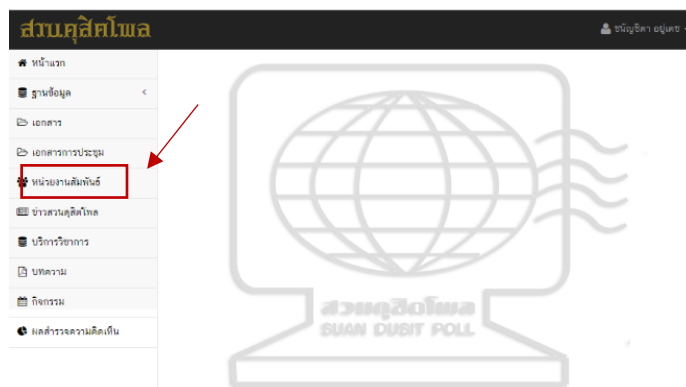 สวนดุสิตโพล
ชนัญชิดา อยู่เดช
หน้าแรก
ฐานข้อมูล
เอกสาร
เอกสารการประชุม
หน่วยงานสัมพันธ์
ข่าวสวนดุสิตโพล
บริการวิชาการ
บทความ
กิจกรรม
ผลสำรวจความคิดเห็น
สวนดุสิตโพล
SUAN DUSIT POLL